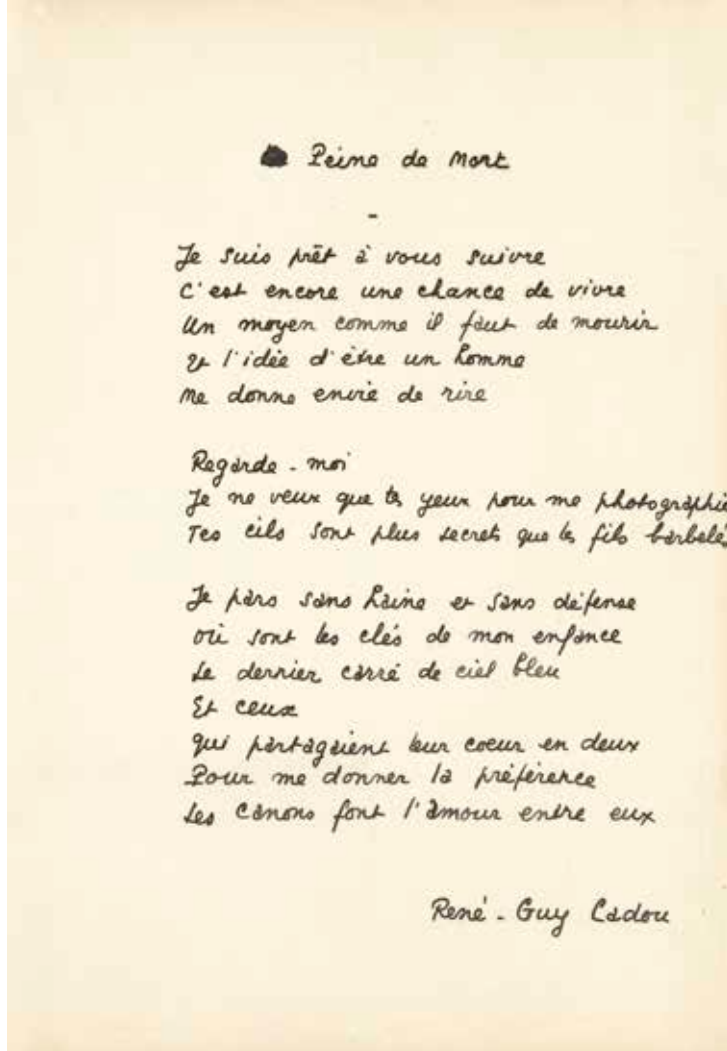 Peine de Mort
-
Je suis prêt à vous suivre
C'est encore une chance de vivre
Un moyen comme il faut de mourir
Et l'idée d'être un homme
Me donne envie de rire
Regarde-moi
Je ne veux que tes yeux pour me photographie
Tes cils sont plus secrets que les fils barbelés
Je pars sans haine et sans défense
Où sont les clés de mon enfance
Le dernier carré de ciel bleu
Et ceux
qui partagaient leur coeur en deux
Pour me donner la préférence
Les canons font l'amour entre eux
René-Guy Cadou